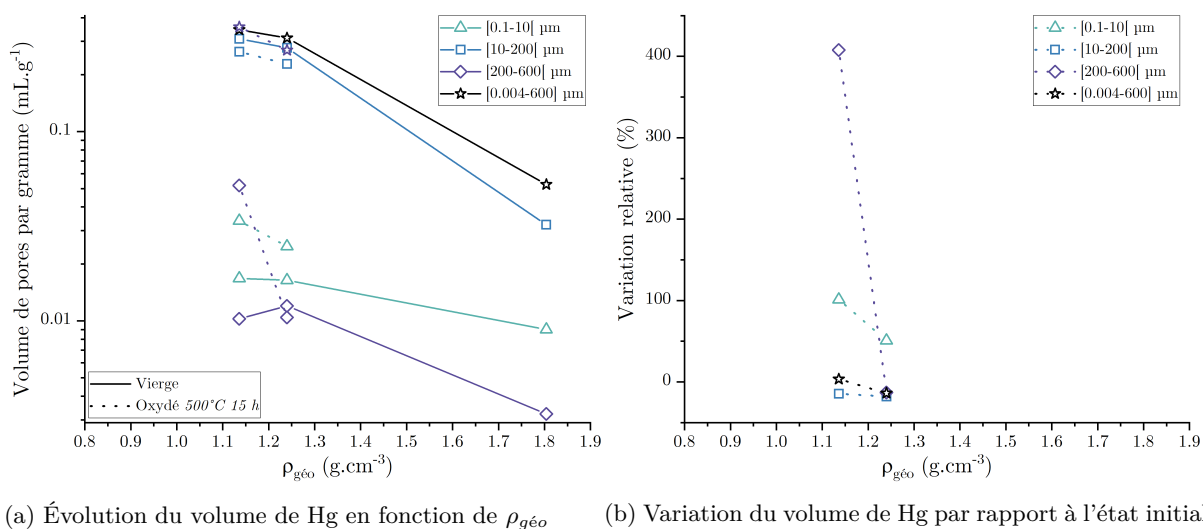 Volume de pores par gramme (mL.g⁻¹)
0.1
0.01
0.8 0.9 1.0 1.1 1.2 1.3 1.4 1.5 1.6 1.7 1.8 1.9
ρgéo (g.cm⁻³)
[0.1-10[ µm
[10-200[ µm
[200-600[ µm
[0.004-600[ µm
Vierge
Oxydé 500°C 15 h
(a) Évolution du volume de Hg en fonction de ρgéo
Variation relative (%)
400
300
200
100
0
0.8 0.9 1.0 1.1 1.2 1.3 1.4 1.5 1.6 1.7 1.8 1.9
ρgéo (g.cm⁻³)
[0.1-10[ µm
[10-200[ µm
[200-600[ µm
[0.004-600[ µm
(b) Variation du volume de Hg par rapport à l'état initia